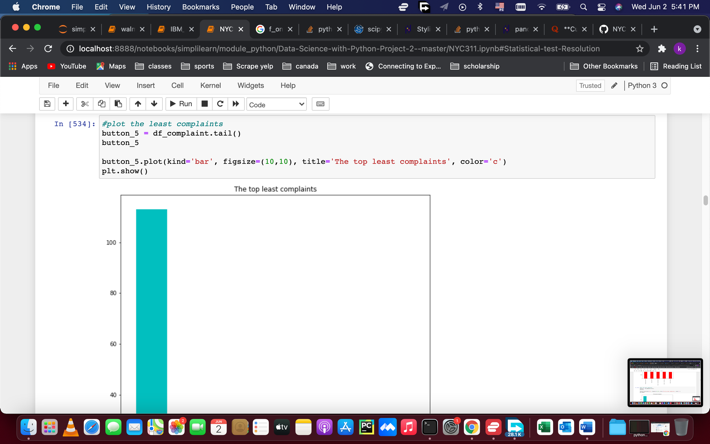 Chrome File Edit View History Bookmarks People Tab Window Help
Wed Jun 2 5:41 PM
NYC
localhost:8888/notebooks/simplilearn/module_python/Data-Science-with-Python-Project-2--master/NYC311.ipynb#Statistical-test-Resolution
Apps YouTube Maps classes sports Scrape yelp canada work Connecting to Exp... scholarship Other Bookmarks Reading List
File Edit View Insert Cell Kernel Widgets Help Trusted Python 3
Run Code
In [534]: #plot the least complaints
button_5 = df_complaint.tail()
button_5
button_5.plot(kind='bar', figsize=(10,10), title='The top least complaints', color='c')
plt.show()
The top least complaints
100
80
60
40